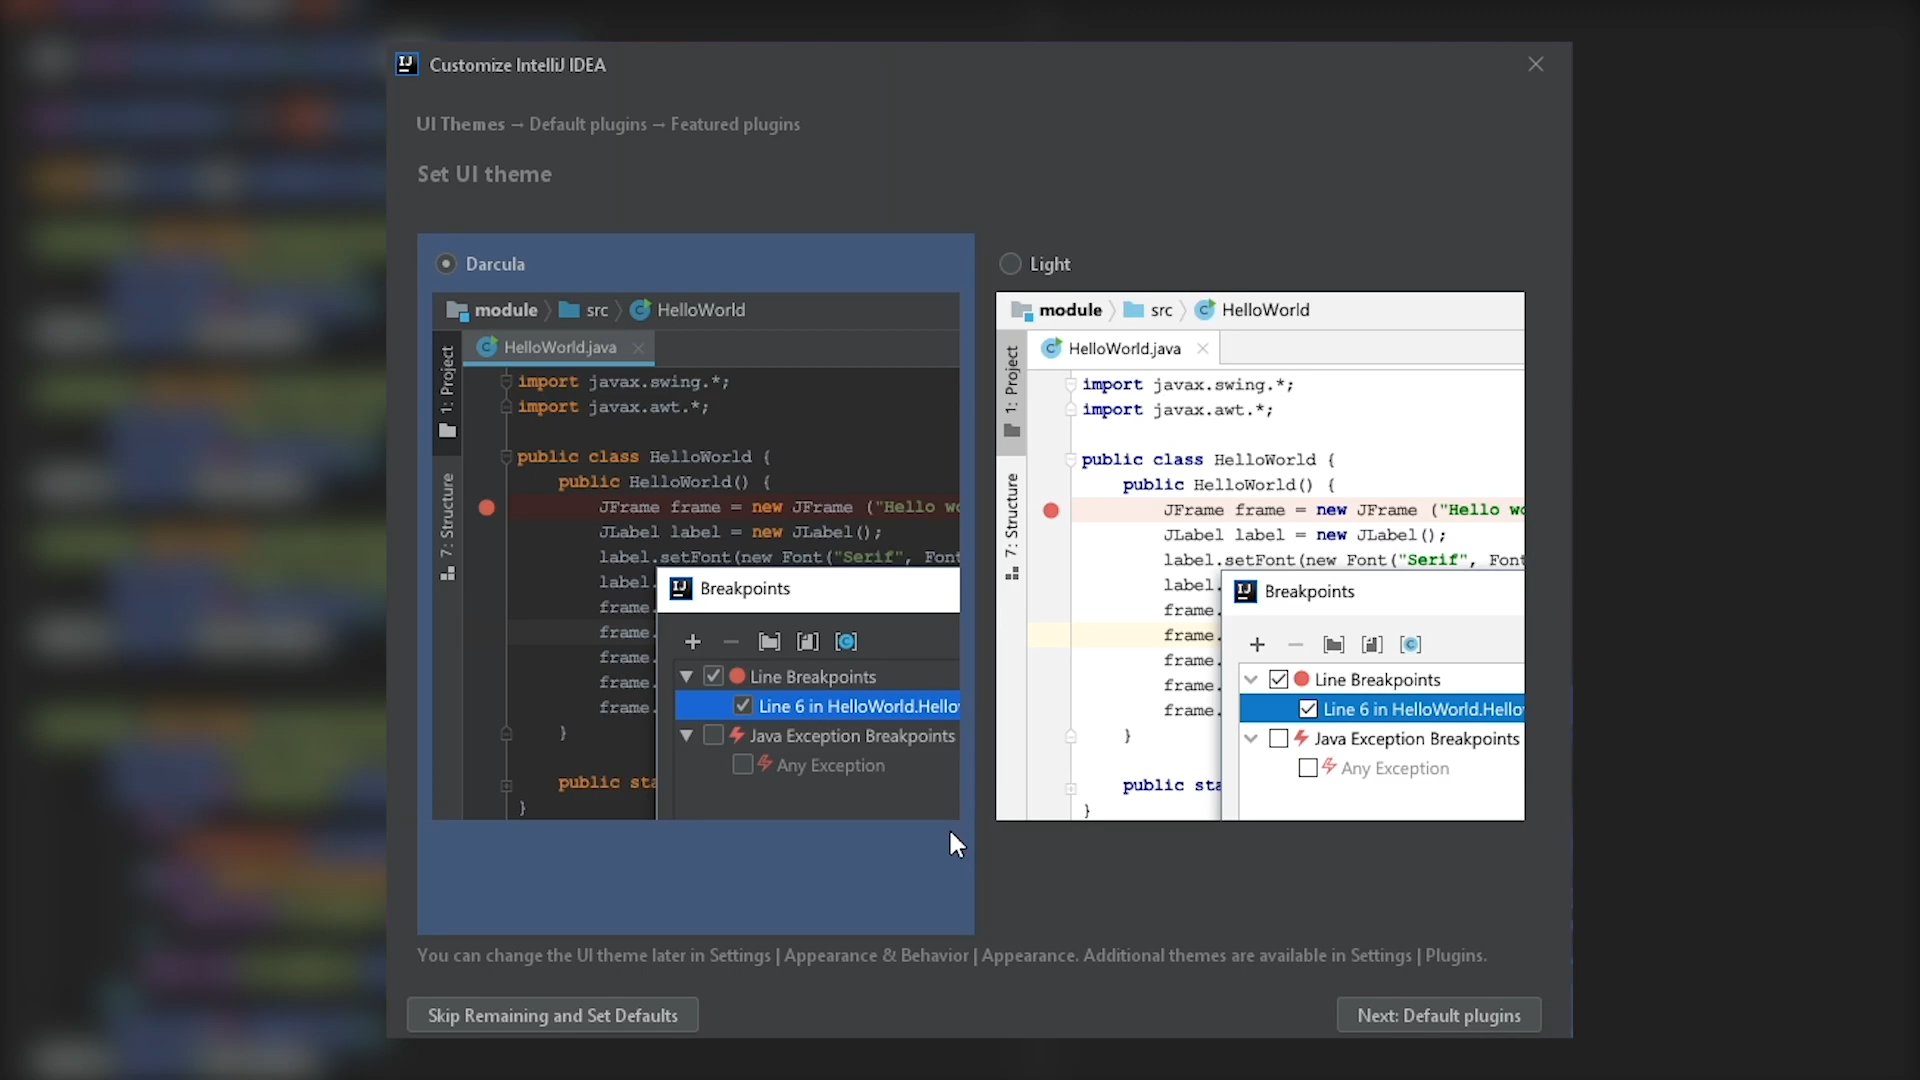 IJ Customize IntelliJ IDEA
UI Themes → Default plugins → Featured plugins
Set UI theme
Darcula
module src HelloWorld
HelloWorld.java
1: Project
7: Structure
import javax.swing.*;
import javax.awt.*;
public class HelloWorld {
public HelloWorld() {
JFrame frame = new JFrame ("Hello wo
JLabel label = new JLabel();
label.setFont(new Font("Serif", Font
label.
frame.
frame.
frame.
frame.
frame.
}
public sta
}
IJ Breakpoints
Line Breakpoints
Line 6 in HelloWorld.Hello
Java Exception Breakpoints
Any Exception
Light
module src HelloWorld
HelloWorld.java
1: Project
7: Structure
import javax.swing.*;
import javax.awt.*;
public class HelloWorld {
public HelloWorld() {
JFrame frame = new JFrame ("Hello wo
JLabel label = new JLabel();
label.setFont(new Font("Serif", Font
label.
frame.
frame.
frame.
frame.
frame.
}
public sta
}
IJ Breakpoints
Line Breakpoints
Line 6 in HelloWorld.Hello
Java Exception Breakpoints
Any Exception
You can change the UI theme later in Settings | Appearance & Behavior | Appearance. Additional themes are available in Settings | Plugins.
Skip Remaining and Set Defaults
Next: Default plugins